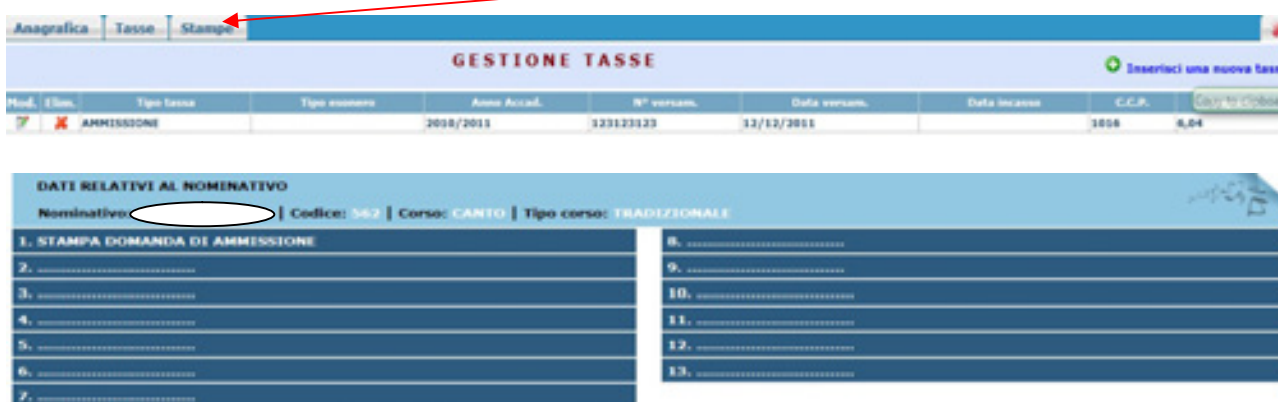 Anagrafica Tasse Stampe
GESTIONE TASSE
Inserisci una nuova tass
Mod. Elim. Tipo tassa Tipo esonero Anno Accad. N° versam. Data versam. Data incasso C.C.P.
AMMISSIONE 2010/2011 123123123 12/12/2011 1016 6,04
DATI RELATIVI AL NOMINATIVO
Nominativo: | Codice: 562 | Corso: CANTO | Tipo corso: TRADIZIONALE
1. STAMPA DOMANDA DI AMMISSIONE
2. ................................
3. ................................
4. ................................
5. ................................
6. ................................
7. ................................
8. ................................
9. ................................
10. ................................
11. ................................
12. ................................
13. ................................